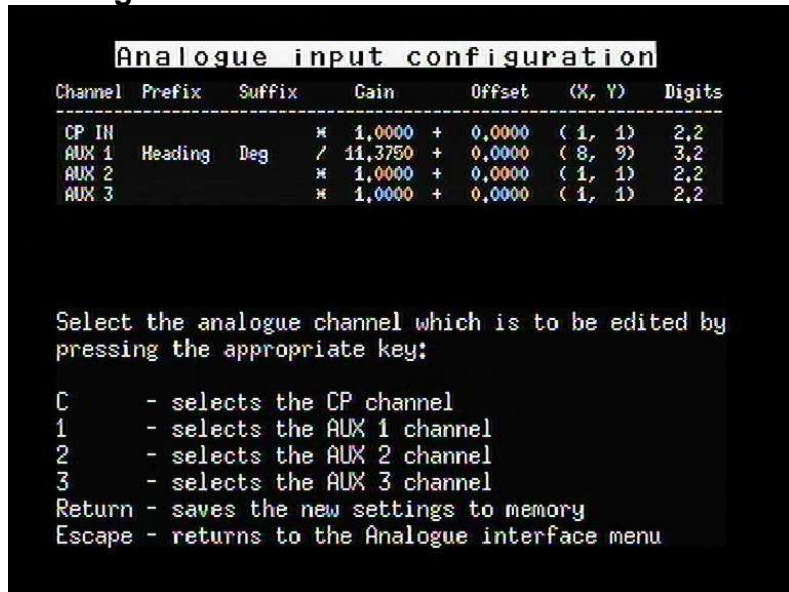 Analogue input configuration
Channel Prefix Suffix Gain Offset (X, Y) Digits
CP IN * 1.0000 + 0.0000 ( 1, 1) 2.2
AUX 1 Heading Deg / 11.3750 + 0.0000 ( 8, 9) 3.2
AUX 2 * 1.0000 + 0.0000 ( 1, 1) 2.2
AUX 3 * 1.0000 + 0.0000 ( 1, 1) 2.2
Select the analogue channel which is to be edited by
pressing the appropriate key:
C - selects the CP channel
1 - selects the AUX 1 channel
2 - selects the AUX 2 channel
3 - selects the AUX 3 channel
Return - saves the new settings to memory
Escape - returns to the Analogue interface menu